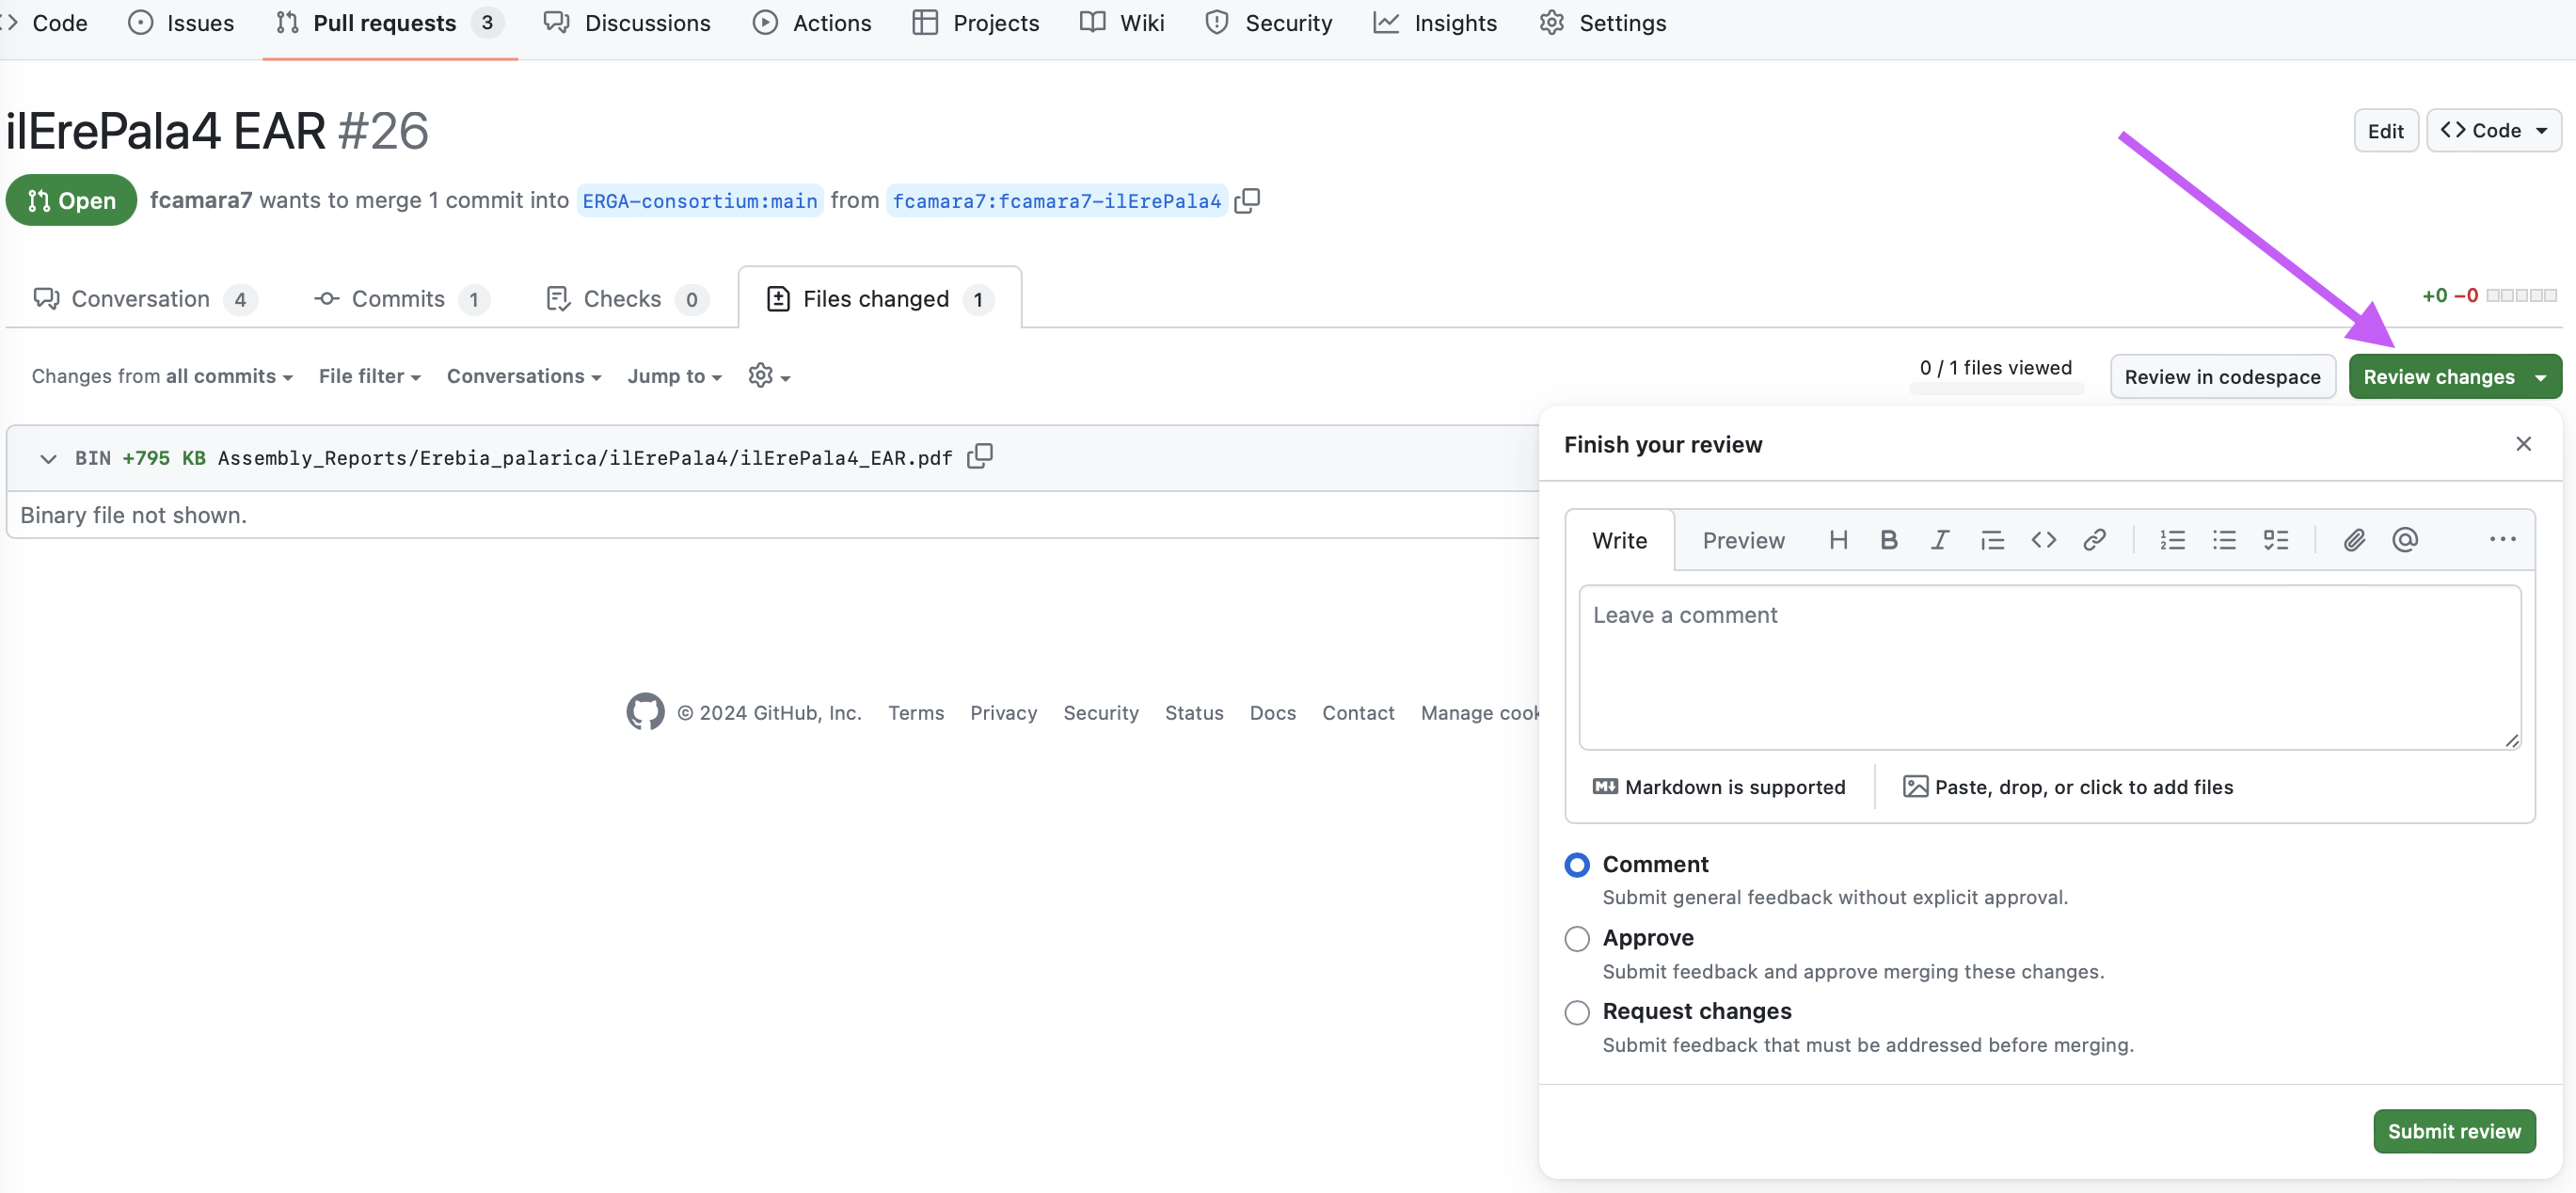 Code Issues Pull requests 3 Discussions Actions Projects Wiki Security Insights Settings
ilErePala4 EAR #26
Edit <> Code
Open fcamara7 wants to merge 1 commit into ERGA-consortium:main from fcamara7:fcamara7-ilErePala4
Conversation 4 Commits 1 Checks 0 Files changed 1 +0 −0
Changes from all commits File filter Conversations Jump to 0 / 1 files viewed Review in codespace Review changes
BIN +795 KB Assembly_Reports/Erebia_palarica/ilErePala4/ilErePala4_EAR.pdf
Binary file not shown.
Finish your review
Write Preview
Leave a comment
Markdown is supported Paste, drop, or click to add files
Comment
Submit general feedback without explicit approval.
Approve
Submit feedback and approve merging these changes.
Request changes
Submit feedback that must be addressed before merging.
Submit review
© 2024 GitHub, Inc. Terms Privacy Security Status Docs Contact Manage cook